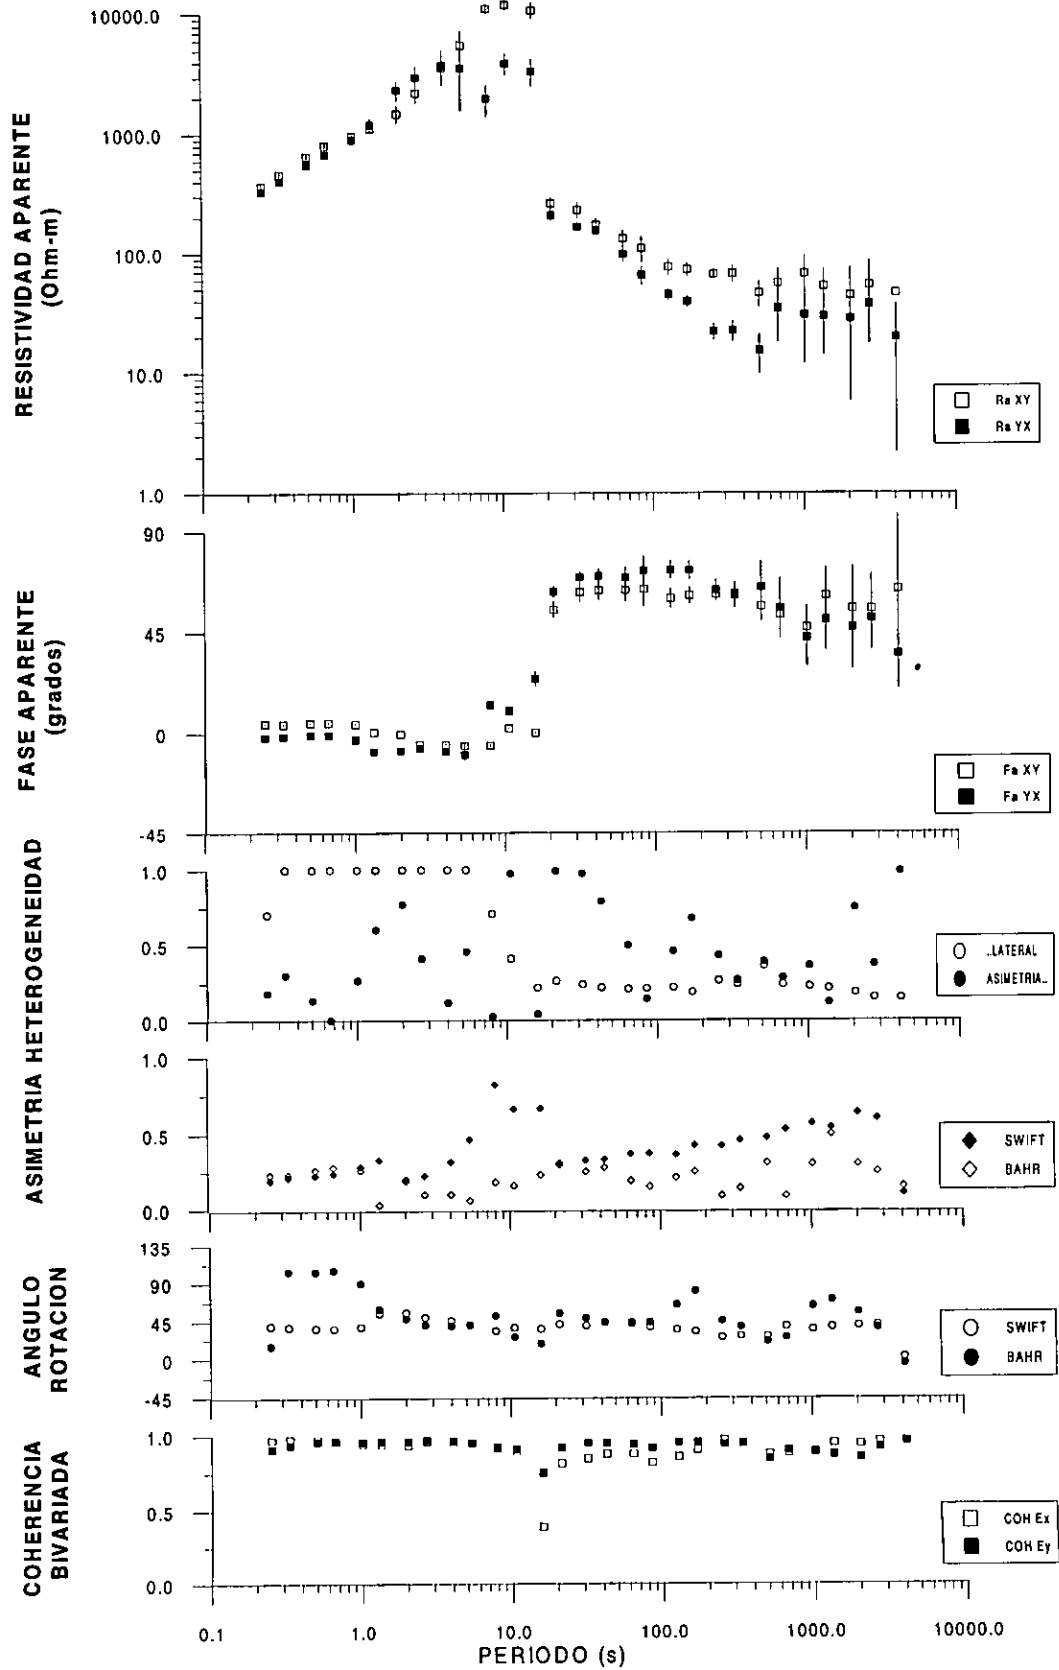 RESISTIVIDAD APARENTE
(Ohm-m)
10000.0
1000.0
100.0
10.0
1.0
Ra XY
Ra YX
FASE APARENTE
(grados)
90
45
0
-45
Fa XY
Fa YX
ASIMETRIA HETEROGENEIDAD
1.0
0.5
0.0
..LATERAL
ASIMETRIA..
1.0
0.5
0.0
SWIFT
BAHR
ANGULO
ROTACION
135
90
45
0
-45
SWIFT
BAHR
COHERENCIA
BIVARIADA
1.0
0.5
0.0
COH Ex
COH Ey
0.1
1.0
10.0
100.0
1000.0
10000.0
PERIODO (s)